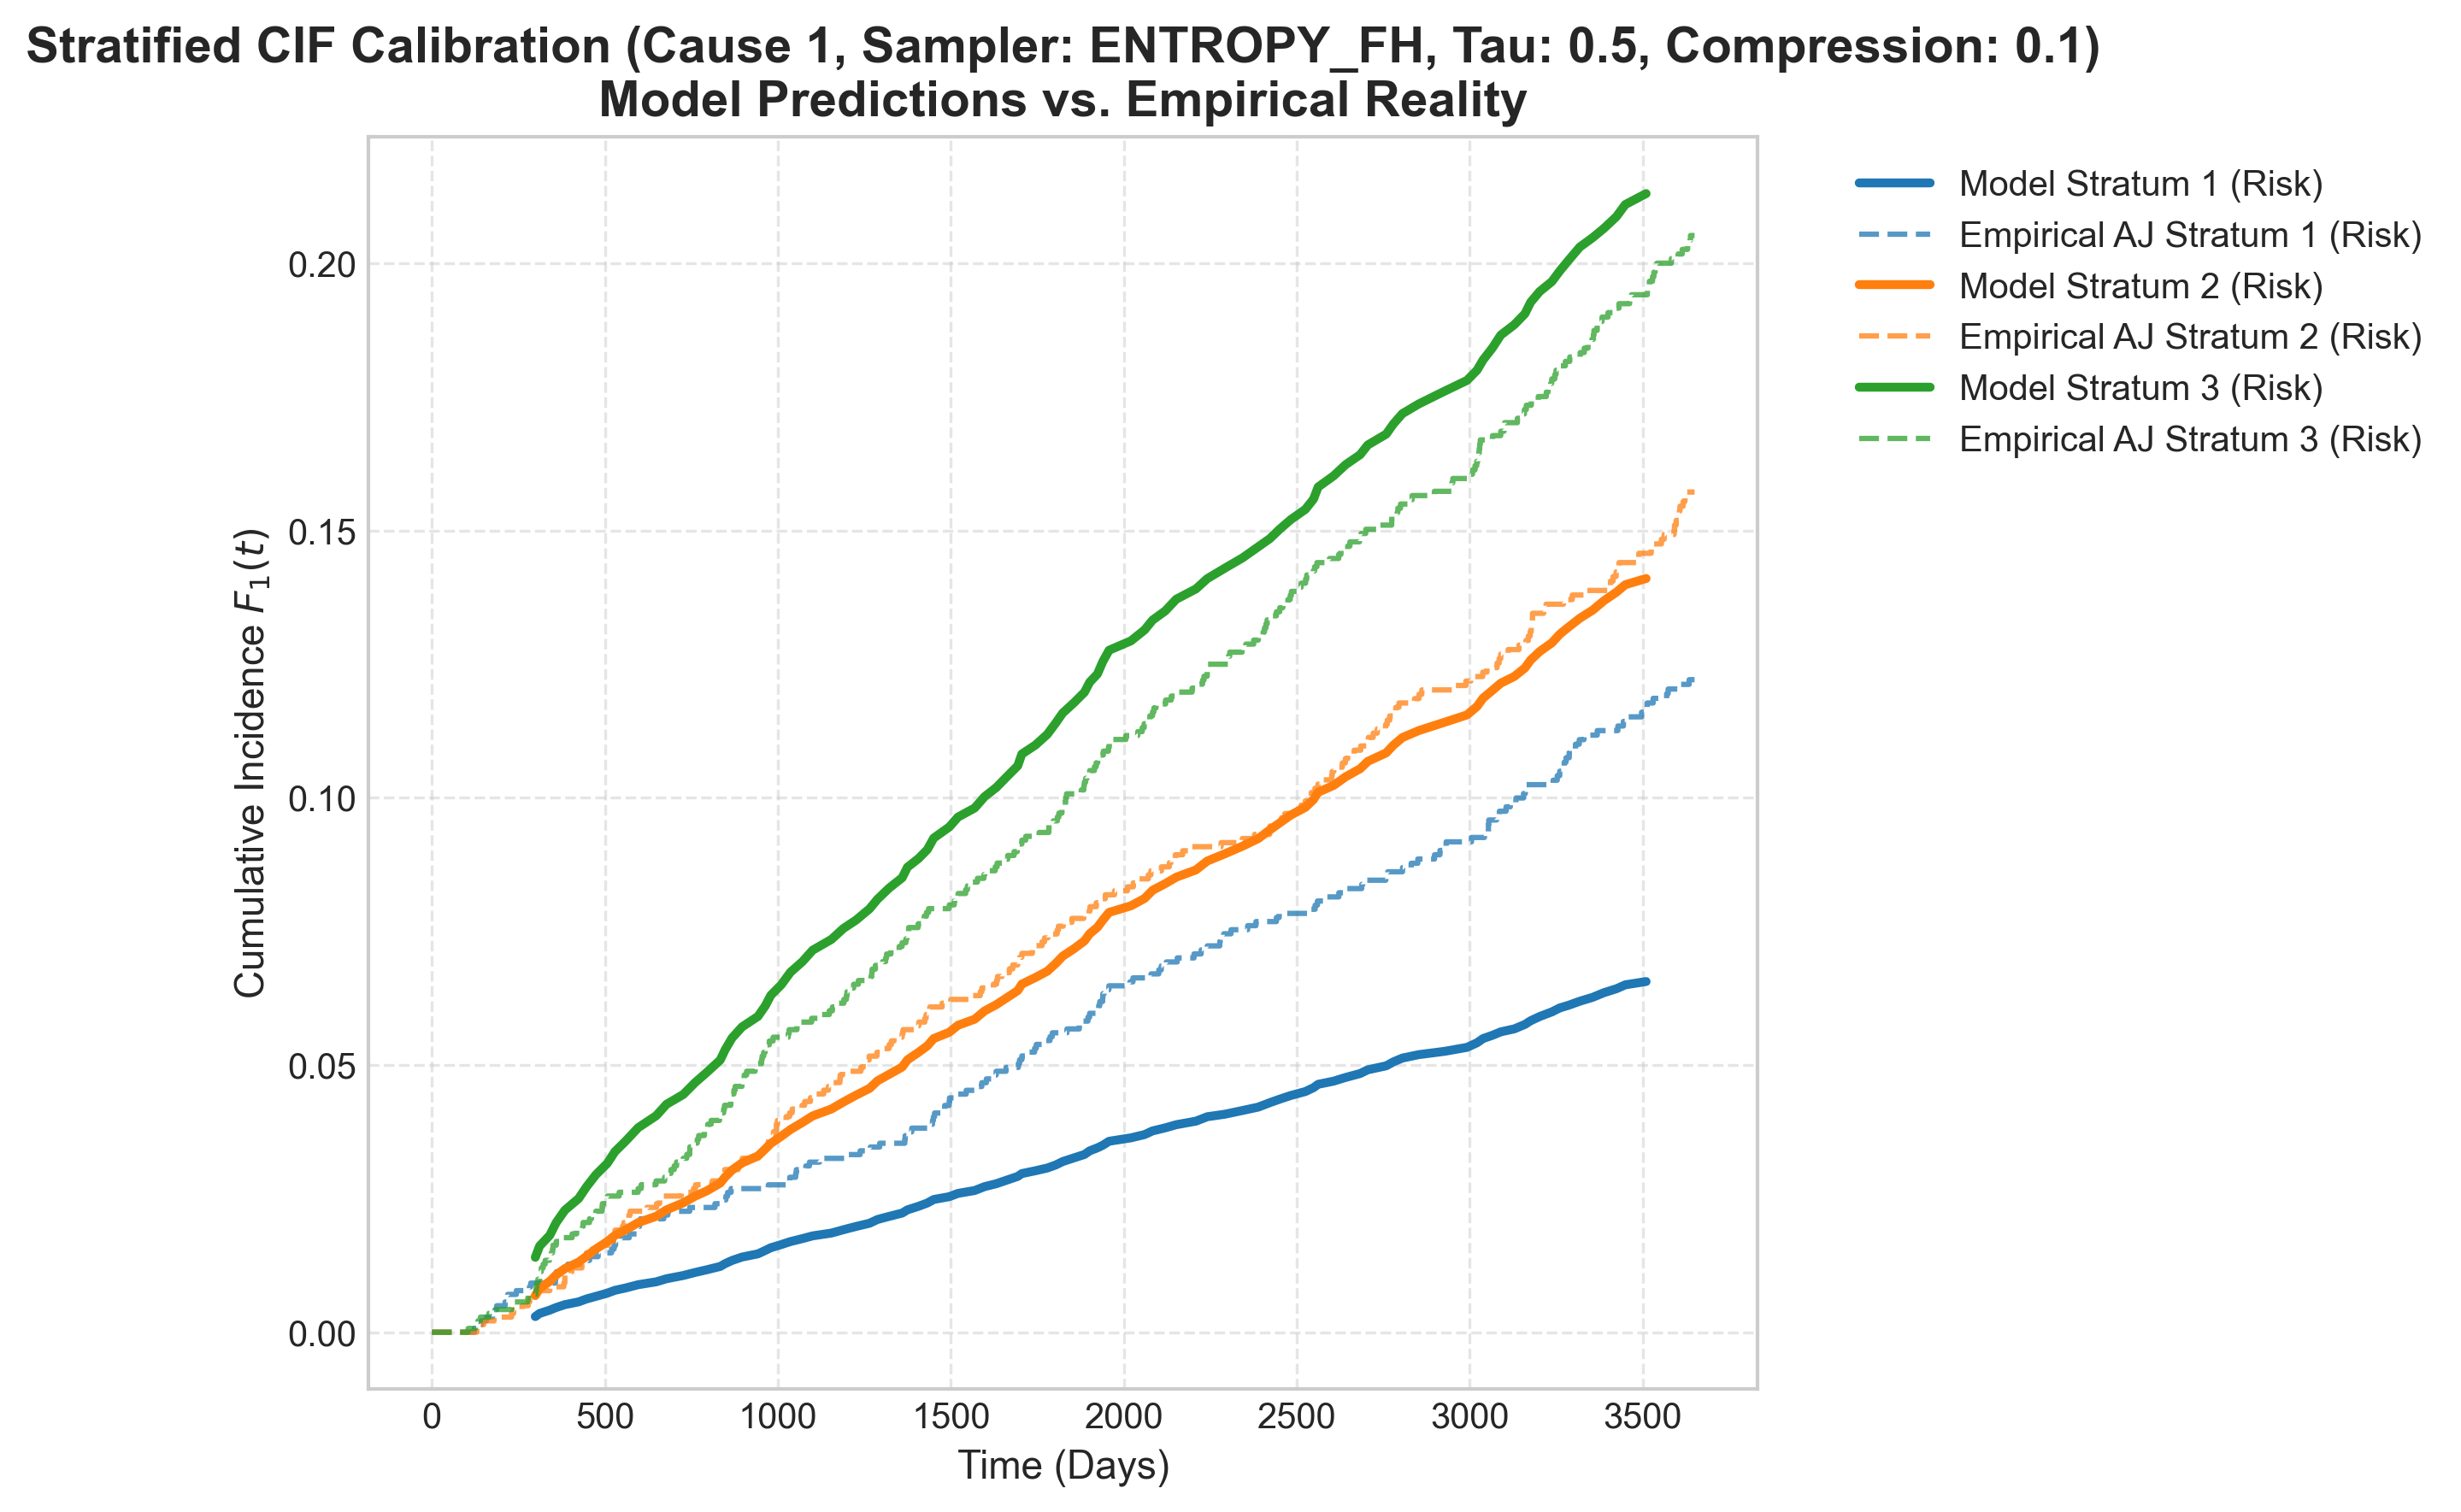 Stratified CIF Calibration (Cause 1, Sampler: ENTROPY_FH, Tau: 0.5, Compression: 0.1)
Model Predictions vs. Empirical Reality
Model Stratum 1 (Risk)
Empirical AJ Stratum 1 (Risk)
Model Stratum 2 (Risk)
Empirical AJ Stratum 2 (Risk)
Model Stratum 3 (Risk)
Empirical AJ Stratum 3 (Risk)
Cumulative Incidence F₁(t)
0.20
0.15
0.10
0.05
0.00
0 500 1000 1500 2000 2500 3000 3500
Time (Days)